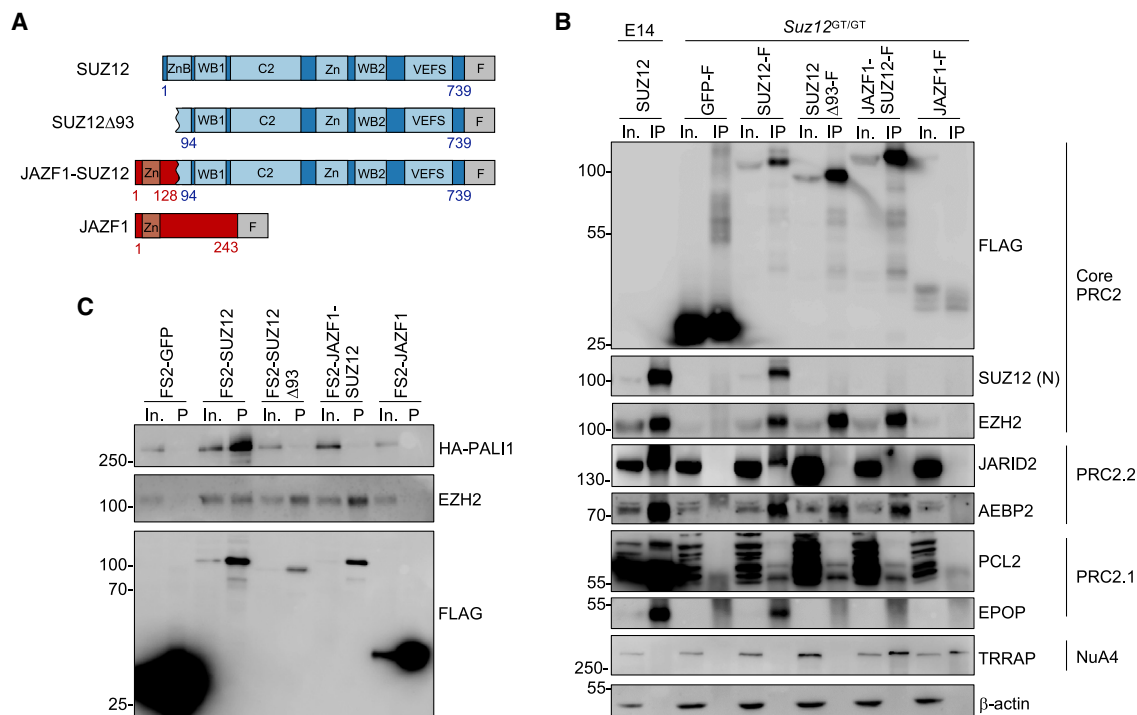 A
SUZ12
ZnB WB1 C2 Zn WB2 VEFS F
1 739
SUZ12Δ93
WB1 C2 Zn WB2 VEFS F
94 739
JAZF1-SUZ12
Zn WB1 C2 Zn WB2 VEFS F
1 128 94 739
JAZF1
Zn F
1 243
B
E14 Suz12GT/GT
SUZ12
GFP-F
SUZ12-F
SUZ12
Δ93-F
JAZF1-
SUZ12-F
JAZF1-F
In. IP In. IP In. IP In. IP In. IP In. IP
100
55
25
FLAG
100
SUZ12 (N)
100
EZH2
Core
PRC2
130
JARID2
70
AEBP2
PRC2.2
55
PCL2
55
EPOP
PRC2.1
250
TRRAP
NuA4
55
β-actin
C
FS2-GFP
FS2-SUZ12
FS2-SUZ12
Δ93
FS2-JAZF1-
SUZ12
FS2-JAZF1
In. P In. P In. P In. P In. P
250
HA-PALI1
100
EZH2
100
70
25
FLAG